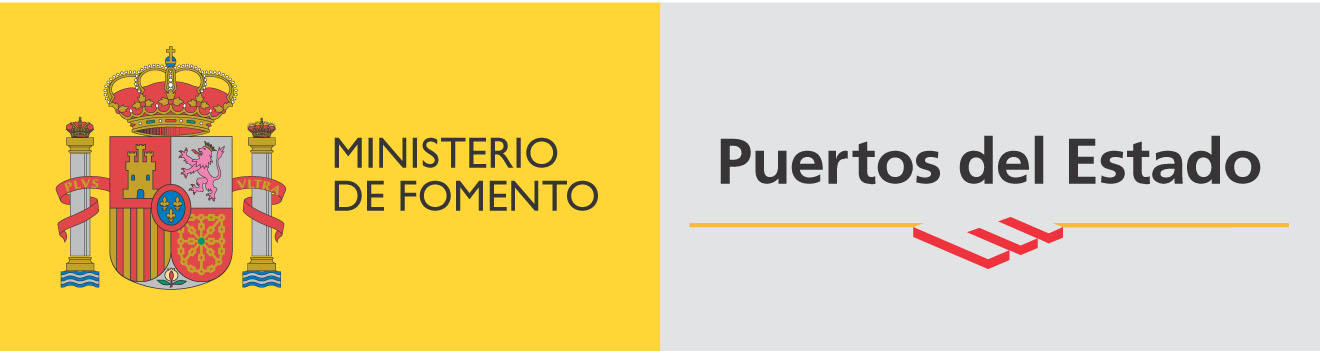 PLVS VLTRA
MINISTERIO
DE FOMENTO
Puertos del Estado